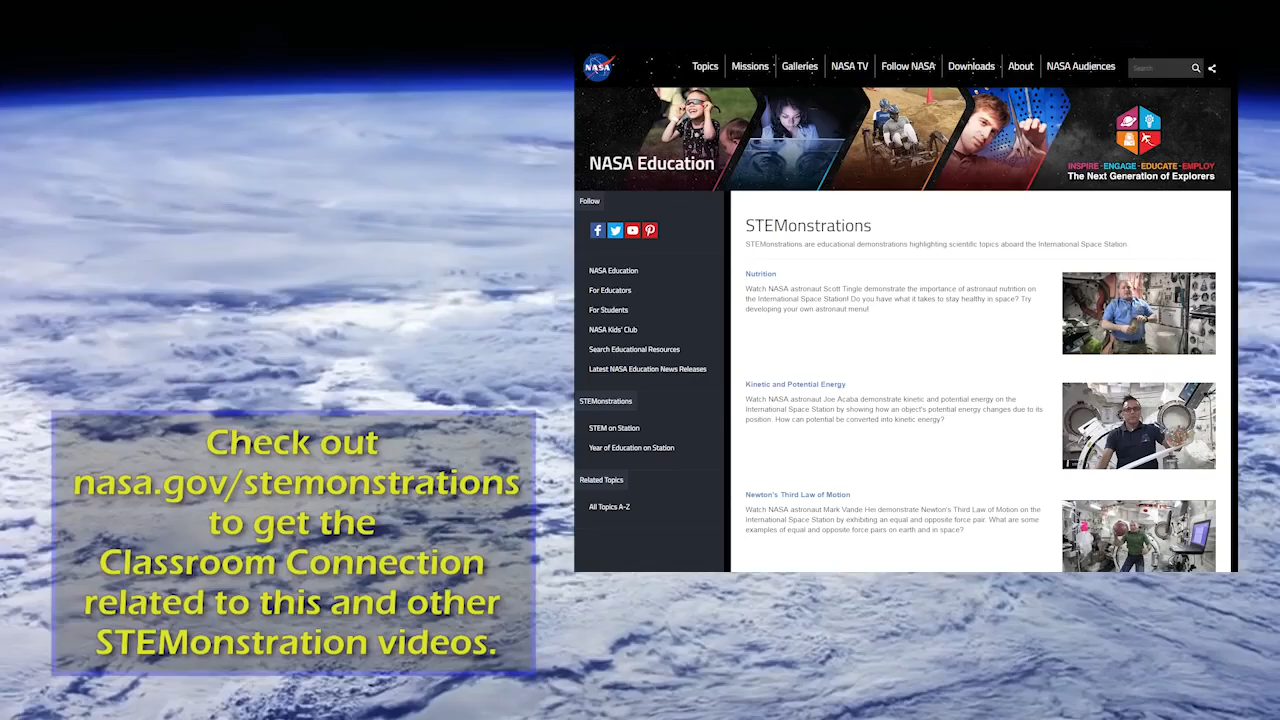 NASA
Topics
Missions
Galleries
NASA TV
Follow NASA
Downloads
About
NASA Audiences
Search
NASA Education
INSPIRE - ENGAGE - EDUCATE - EMPLOY
The Next Generation of Explorers
Follow
NASA Education
For Educators
For Students
NASA Kids' Club
Search Educational Resources
Latest NASA Education News Releases
STEMonstrations
STEM on Station
Year of Education on Station
Related Topics
All Topics A-Z
STEMonstrations
STEMonstrations are educational demonstrations highlighting scientific topics aboard the International Space Station.
Nutrition
Watch NASA astronaut Scott Tingle demonstrate the importance of astronaut nutrition on
the International Space Station! Do you have what it takes to stay healthy in space? Try
developing your own astronaut menu!
Kinetic and Potential Energy
Watch NASA astronaut Joe Acaba demonstrate kinetic and potential energy on the
International Space Station by showing how an object's potential energy changes due to its
position. How can potential be converted into kinetic energy?
Newton's Third Law of Motion
Watch NASA astronaut Mark Vande Hei demonstrate Newton's Third Law of Motion on the
International Space Station by exhibiting an equal and opposite force pair. What are some
examples of equal and opposite force pairs on earth and in space?
Check out
nasa.gov/stemonstrations
to get the
Classroom Connection
related to this and other
STEMonstration videos.